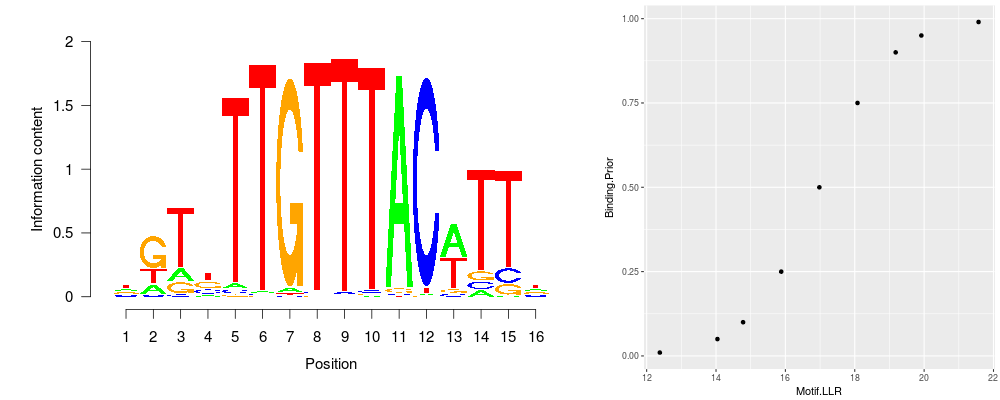 Information content
2
1.5
1
0.5
0
T T T G T T T A C A T T
1 2 3 4 5 6 7 8 9 10 11 12 13 14 15 16
Position
Binding.Prior
1.00
0.75
0.50
0.25
0.00
12 14 16 18 20 22
Motif.LLR